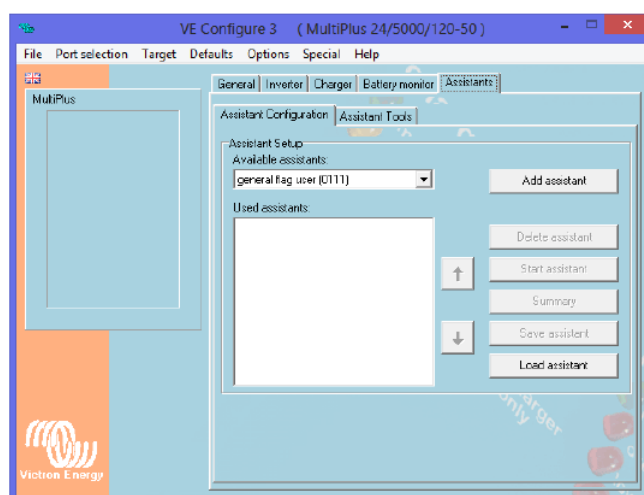 VE Configure 3 ( MultiPlus 24/5000/120-50 )
File Port selection Target Defaults Options Special Help
General Inverter Charger Battery monitor Assistants
MultiPlus
Assistant Configuration Assistant Tools
Assistant Setup
Available assistants:
general flag user (0111)
Add assistant
Used assistants:
Delete assistant
Start assistant
Summary
Save assistant
Load assistant
only
Victron Energy